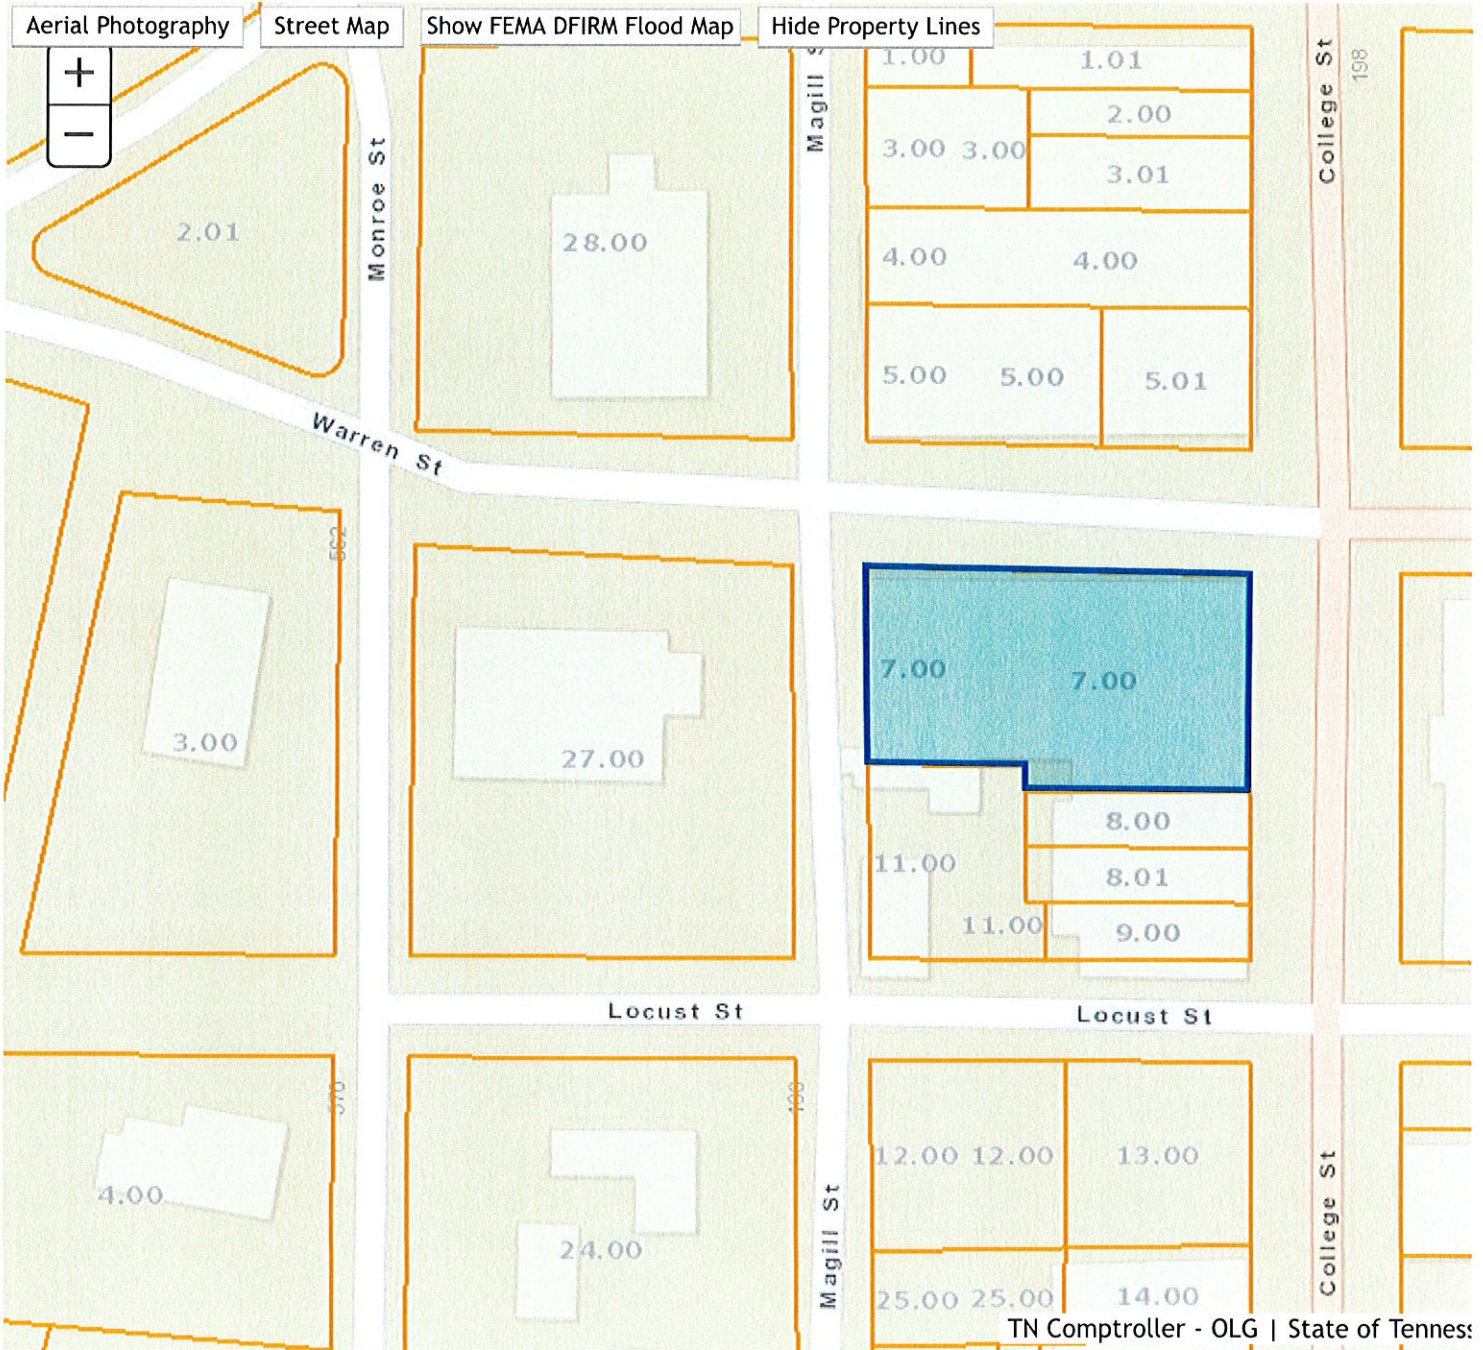 Aerial Photography
Street Map
Show FEMA DFIRM Flood Map
Hide Property Lines
+
−
Monroe St
Magill S
College St
198
1.00
1.01
2.00
3.00 3.00
3.01
2.01
28.00
4.00
4.00
5.00
5.00
5.01
Warren St
562
7.00
7.00
3.00
27.00
8.00
11.00
8.01
11.00
9.00
Locust St
Locust St
570
12.00 12.00
13.00
4.00
Magill St
College St
24.00
25.00 25.00
14.00
TN Comptroller - OLG | State of Tenness